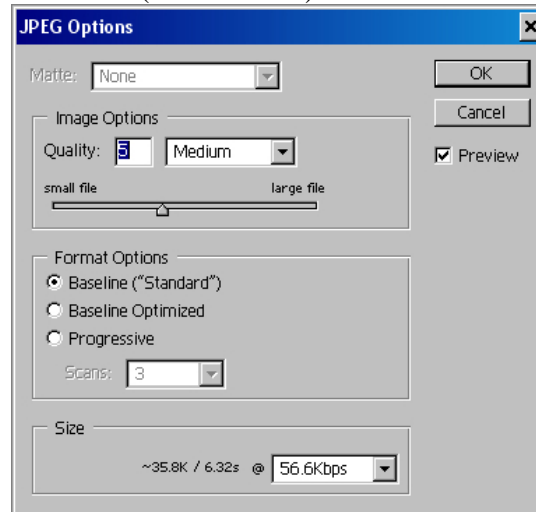 JPEG Options
Matte: None
OK
Image Options
Cancel
Quality: 5 Medium
Preview
small file large file
Format Options
Baseline ("Standard")
Baseline Optimized
Progressive
Scans: 3
Size
~35.8K / 6.32s @ 56.6Kbps